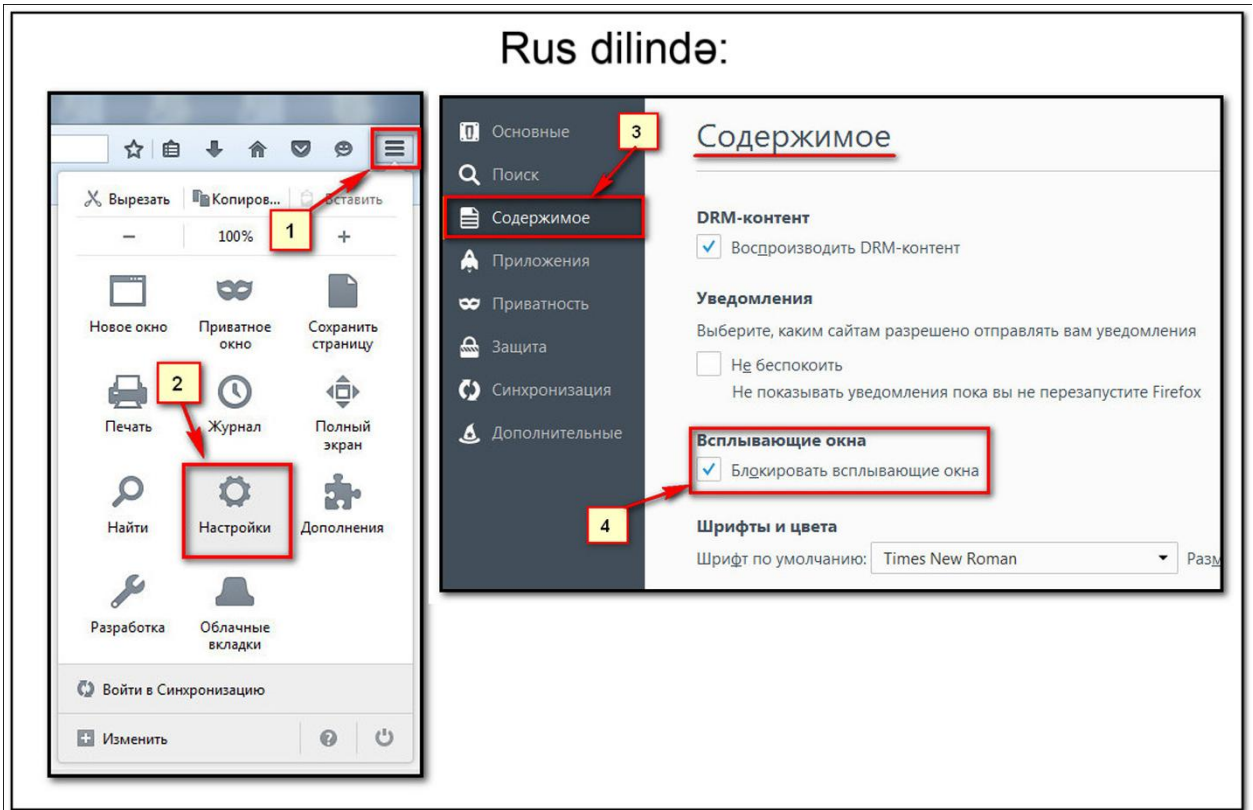 Rus dilində:
Вырезать Копиров... Вставить
– 100% +
1
Новое окно Приватное окно Сохранить страницу
2
Печать Журнал Полный экран
Найти Настройки Дополнения
Разработка Облачные вкладки
Войти в Синхронизацию
Изменить
Основные
3
Поиск
Содержимое
Приложения
Приватность
Защита
Синхронизация
Дополнительные
4
Содержимое
DRM-контент
Воспроизводить DRM-контент
Уведомления
Выберите, каким сайтам разрешено отправлять вам уведомления
Не беспокоить
Не показывать уведомления пока вы не перезапустите Firefox
Всплывающие окна
Блокировать всплывающие окна
Шрифты и цвета
Шрифт по умолчанию: Times New Roman